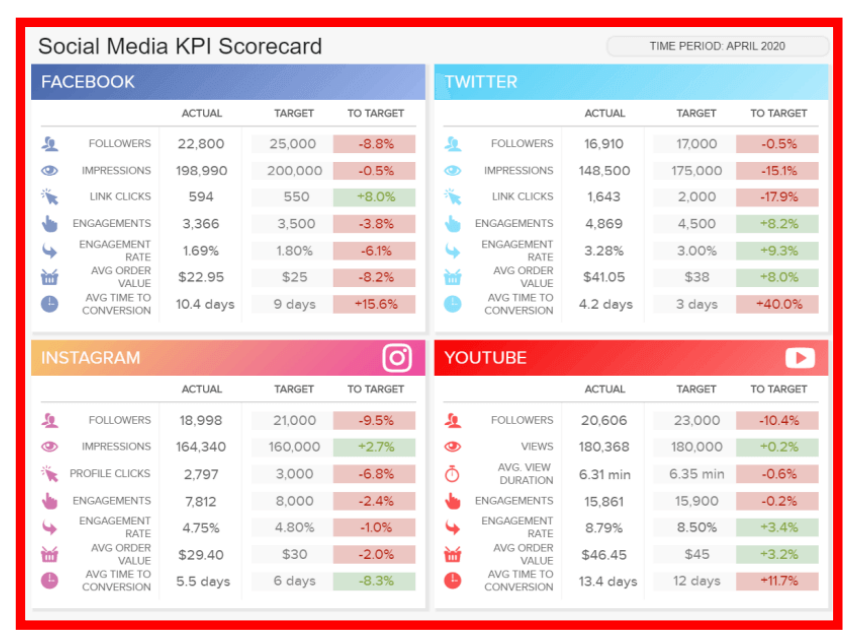 Social Media KPI Scorecard
TIME PERIOD: APRIL 2020
FACEBOOK
ACTUAL TARGET TO TARGET
FOLLOWERS 22,800 25,000 -8.8%
IMPRESSIONS 198,990 200,000 -0.5%
LINK CLICKS 594 550 +8.0%
ENGAGEMENTS 3,366 3,500 -3.8%
ENGAGEMENT
RATE 1.69% 1.80% -6.1%
AVG ORDER
VALUE $22.95 $25 -8.2%
AVG TIME TO
CONVERSION 10.4 days 9 days +15.6%
TWITTER
ACTUAL TARGET TO TARGET
FOLLOWERS 16,910 17,000 -0.5%
IMPRESSIONS 148,500 175,000 -15.1%
LINK CLICKS 1,643 2,000 -17.9%
ENGAGEMENTS 4,869 4,500 +8.2%
ENGAGEMENT
RATE 3.28% 3.00% +9.3%
AVG ORDER
VALUE $41.05 $38 +8.0%
AVG TIME TO
CONVERSION 4.2 days 3 days +40.0%
INSTAGRAM
ACTUAL TARGET TO TARGET
FOLLOWERS 18,998 21,000 -9.5%
IMPRESSIONS 164,340 160,000 +2.7%
PROFILE CLICKS 2,797 3,000 -6.8%
ENGAGEMENTS 7,812 8,000 -2.4%
ENGAGEMENT
RATE 4.75% 4.80% -1.0%
AVG ORDER
VALUE $29.40 $30 -2.0%
AVG TIME TO
CONVERSION 5.5 days 6 days -8.3%
YOUTUBE
ACTUAL TARGET TO TARGET
FOLLOWERS 20,606 23,000 -10.4%
VIEWS 180,368 180,000 +0.2%
AVG. VIEW
DURATION 6.31 min 6.35 min -0.6%
ENGAGEMENTS 15,861 15,900 -0.2%
ENGAGEMENT
RATE 8.79% 8.50% +3.4%
AVG ORDER
VALUE $46.45 $45 +3.2%
AVG TIME TO
CONVERSION 13.4 days 12 days +11.7%